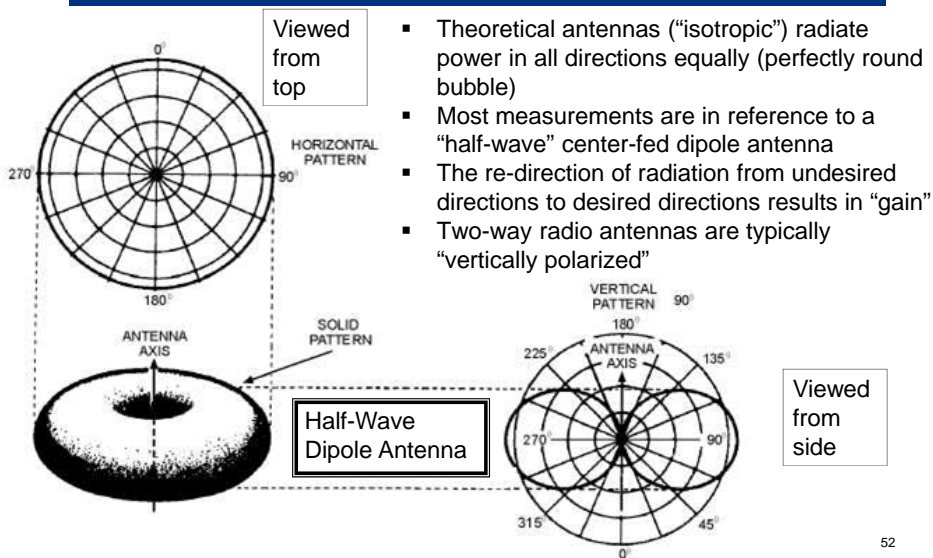 Viewed
from
top
▪ Theoretical antennas (“isotropic”) radiate
power in all directions equally (perfectly round
bubble)
▪ Most measurements are in reference to a
“half-wave” center-fed dipole antenna
▪ The re-direction of radiation from undesired
directions to desired directions results in “gain”
▪ Two-way radio antennas are typically
“vertically polarized”
0°
HORIZONTAL
PATTERN
270°
90°
180°
ANTENNA
AXIS
SOLID
PATTERN
Half-Wave
Dipole Antenna
VERTICAL
PATTERN 90°
180°
ANTENNA
AXIS
225°
135°
270°
90°
315°
45°
0°
Viewed
from
side
52